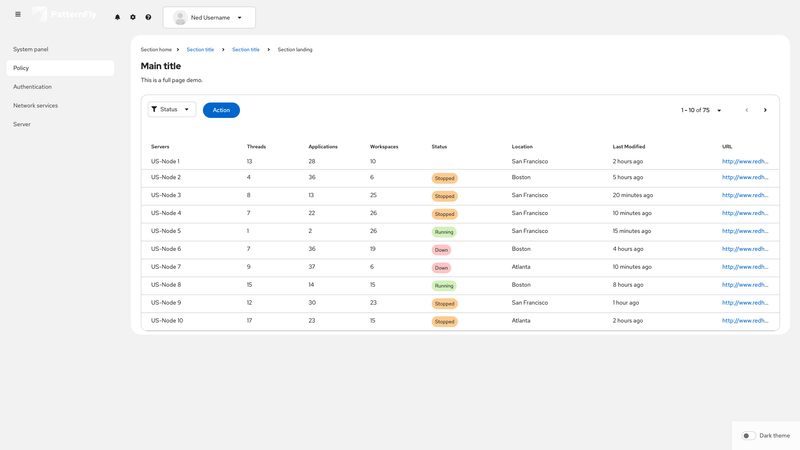 PatternFly
Ned Username
System panel
Policy
Authentication
Network services
Server
Section home Section title Section title Section landing
Main title
This is a full page demo.
Status Action 1 - 10 of 75
Servers Threads Applications Workspaces Status Location Last Modified URL
US-Node 1 13 28 10 San Francisco 2 hours ago http://www.redh...
US-Node 2 4 36 6 Stopped Boston 5 hours ago http://www.redh...
US-Node 3 8 13 25 Stopped San Francisco 20 minutes ago http://www.redh...
US-Node 4 7 22 26 Stopped San Francisco 10 minutes ago http://www.redh...
US-Node 5 1 2 26 Running San Francisco 15 minutes ago http://www.redh...
US-Node 6 7 36 19 Down Boston 4 hours ago http://www.redh...
US-Node 7 9 37 6 Down Atlanta 10 minutes ago http://www.redh...
US-Node 8 15 14 15 Running Boston 8 hours ago http://www.redh...
US-Node 9 12 30 23 Stopped San Francisco 1 hour ago http://www.redh...
US-Node 10 17 23 15 Stopped Atlanta 2 hours ago http://www.redh...
Dark theme